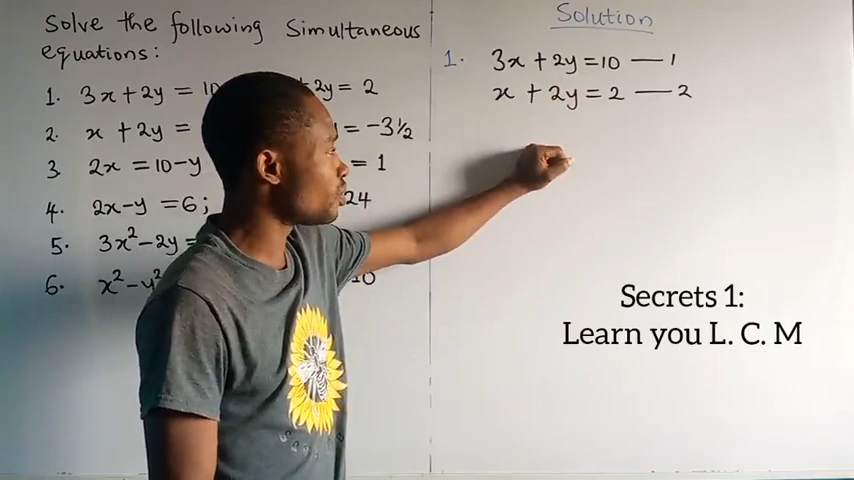 Solve the following Simultaneous
equations:
1. 3x + 2y = 10 +2y = 2
2. x + 2y = = -3½
3 2x = 10 - y = 1
4. 2x - y = 6; 24
5. 3x² - 2y =
6. x² - y² 10
Solution
1. 3x + 2y = 10 — 1
x + 2y = 2 — 2
Secrets 1:
Learn you L. C. M